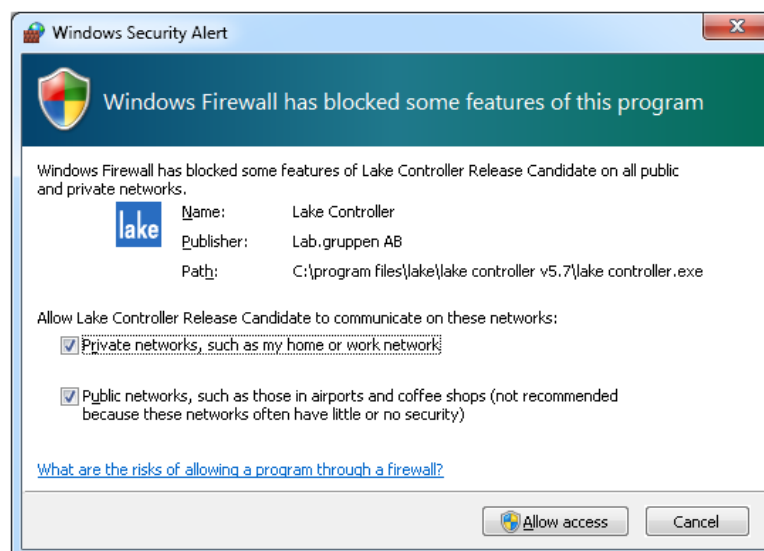 Windows Security Alert
Windows Firewall has blocked some features of this program
Windows Firewall has blocked some features of Lake Controller Release Candidate on all public
and private networks.
lake
Name: Lake Controller
Publisher: Lab.gruppen AB
Path: C:\program files\lake\lake controller v5.7\lake controller.exe
Allow Lake Controller Release Candidate to communicate on these networks:
Private networks, such as my home or work network
Public networks, such as those in airports and coffee shops (not recommended
because these networks often have little or no security)
What are the risks of allowing a program through a firewall?
Allow access Cancel